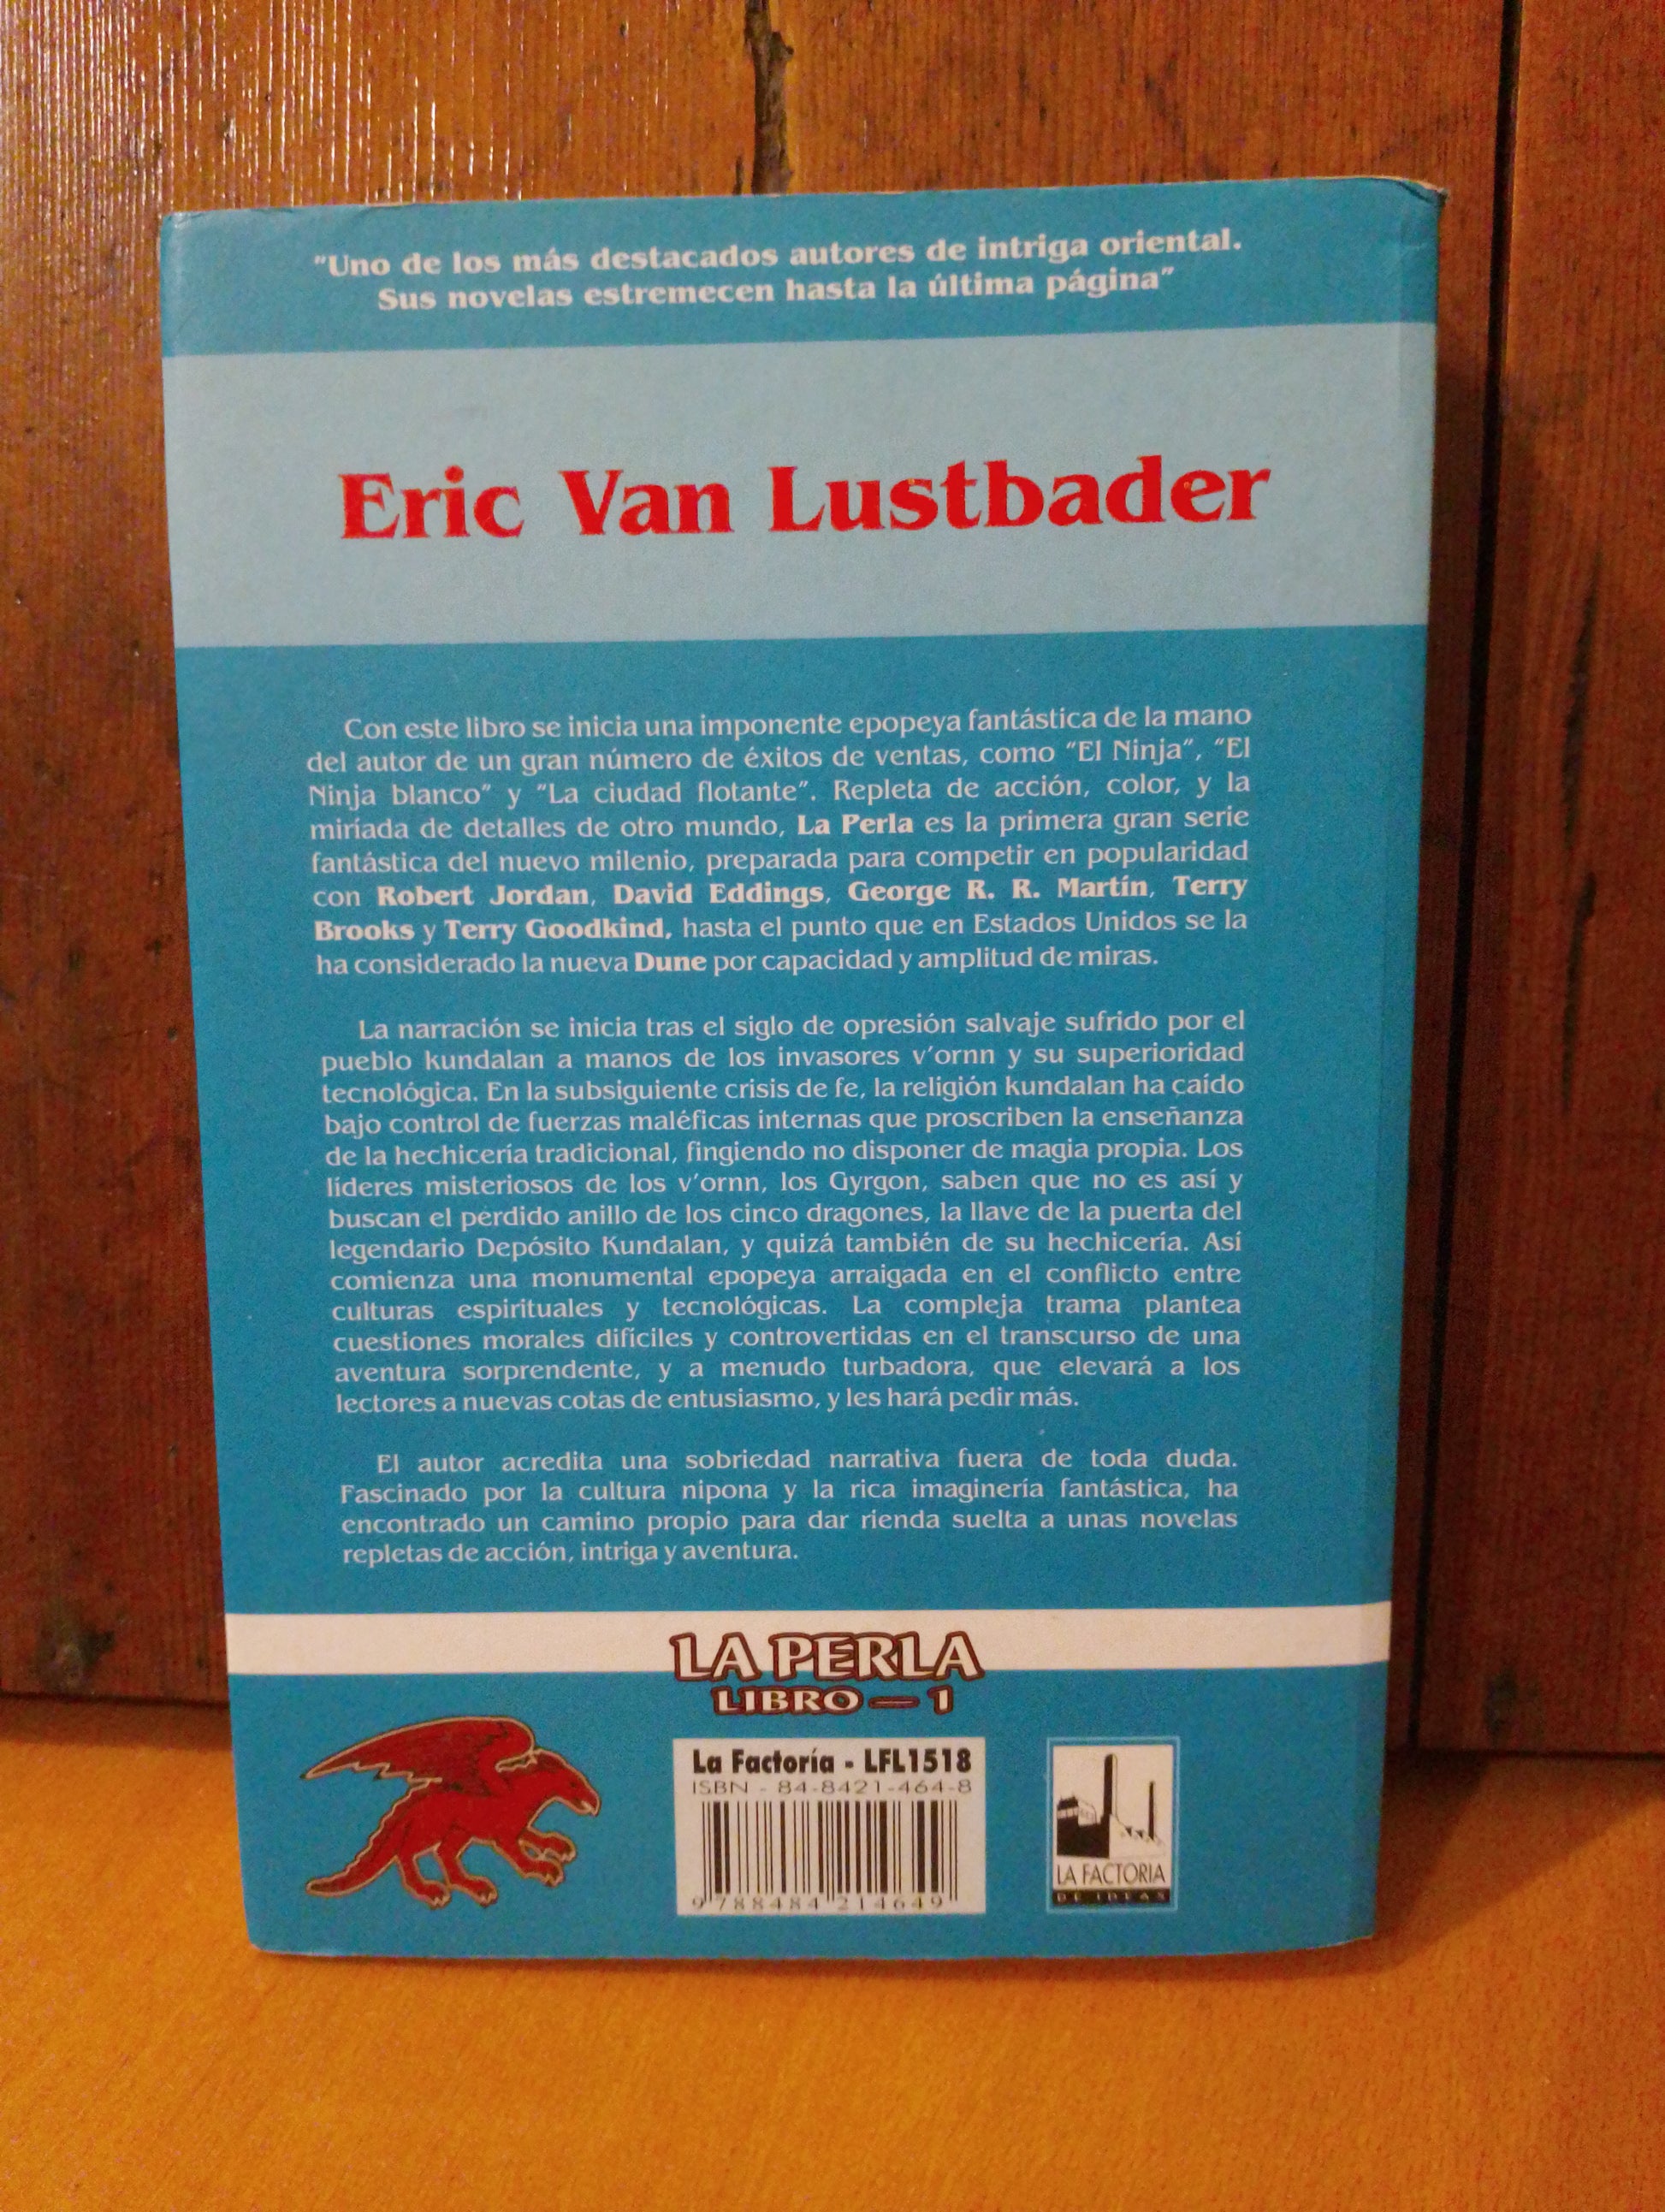 "Uno de los más destacados autores de intriga oriental.
Sus novelas estremecen hasta la última página"
Eric Van Lustbader
Con este libro se inicia una imponente epopeya fantástica de la mano
del autor de un gran número de éxitos de ventas, como "El Ninja", "El
Ninja blanco" y "La ciudad flotante". Repleta de acción, color, y la
miríada de detalles de otro mundo, La Perla es la primera gran serie
fantástica del nuevo milenio, preparada para competir en popularidad
con Robert Jordan, David Eddings, George R. R. Martín, Terry
Brooks y Terry Goodkind, hasta el punto que en Estados Unidos se la
ha considerado la nueva Dune por capacidad y amplitud de miras.
La narración se inicia tras el siglo de opresión salvaje sufrido por el
pueblo kundalan a manos de los invasores v'ornn y su superioridad
tecnológica. En la subsiguiente crisis de fe, la religión kundalan ha caído
bajo control de fuerzas maléficas internas que proscriben la enseñanza
de la hechicería tradicional, fingiendo no disponer de magia propia. Los
líderes misteriosos de los v'ornn, los Gyrgon, saben que no es así y
buscan el perdido anillo de los cinco dragones, la llave de la puerta del
legendario Depósito Kundalan, y quizá también de su hechicería. Así
comienza una monumental epopeya arraigada en el conflicto entre
culturas espirituales y tecnológicas. La compleja trama plantea
cuestiones morales difíciles y controvertidas en el transcurso de una
aventura sorprendente, y a menudo turbadora, que elevará a los
lectores a nuevas cotas de entusiasmo, y les hará pedir más.
El autor acredita una sobriedad narrativa fuera de toda duda.
Fascinado por la cultura nipona y la rica imaginería fantástica, ha
encontrado un camino propio para dar rienda suelta a unas novelas
repletas de acción, intriga y aventura.
LA PERLA
LIBRO — 1
La Factoría - LFL1518
ISBN - 84-8421-464-8
9 788484 214649
LA FACTORIA
DE IDEAS